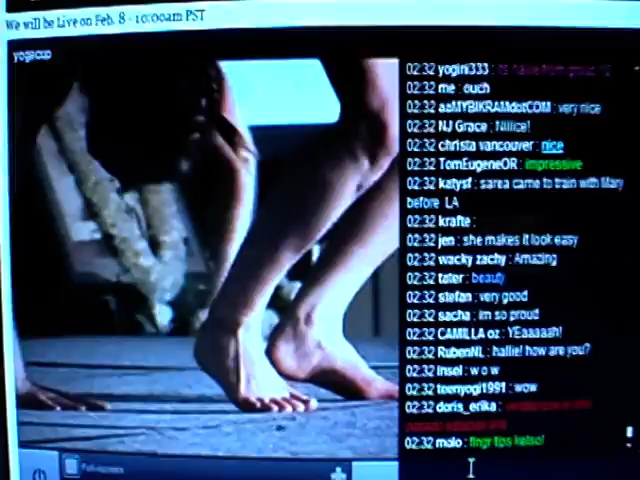 We will be Live on Feb. 8 - 10:00am PST
yogacup
02:32 yogini333 :
02:32 me : ouch
02:32 aaMYBIKRAMdotCOM : very nice
02:32 NJ Grace : Niiiice!
02:32 christa vancouver : nice
02:32 TomEugeneOR : impressive
02:32 katysf : sarea came to train with Mary
before LA
02:32 krafte :
02:32 jen : she makes it look easy
02:32 wacky zachy : Amazing
02:32 tater : beauty
02:32 stefan : very good
02:32 sacha : im so proud
02:32 CAMILLA oz : YEaaaaah!
02:32 RubenNL : hallie! how are you?
02:32 Insel : w o w
02:32 teenyogi1991 : wow
02:32 doris_erika :
02:32 malo : fingr tips kelso!